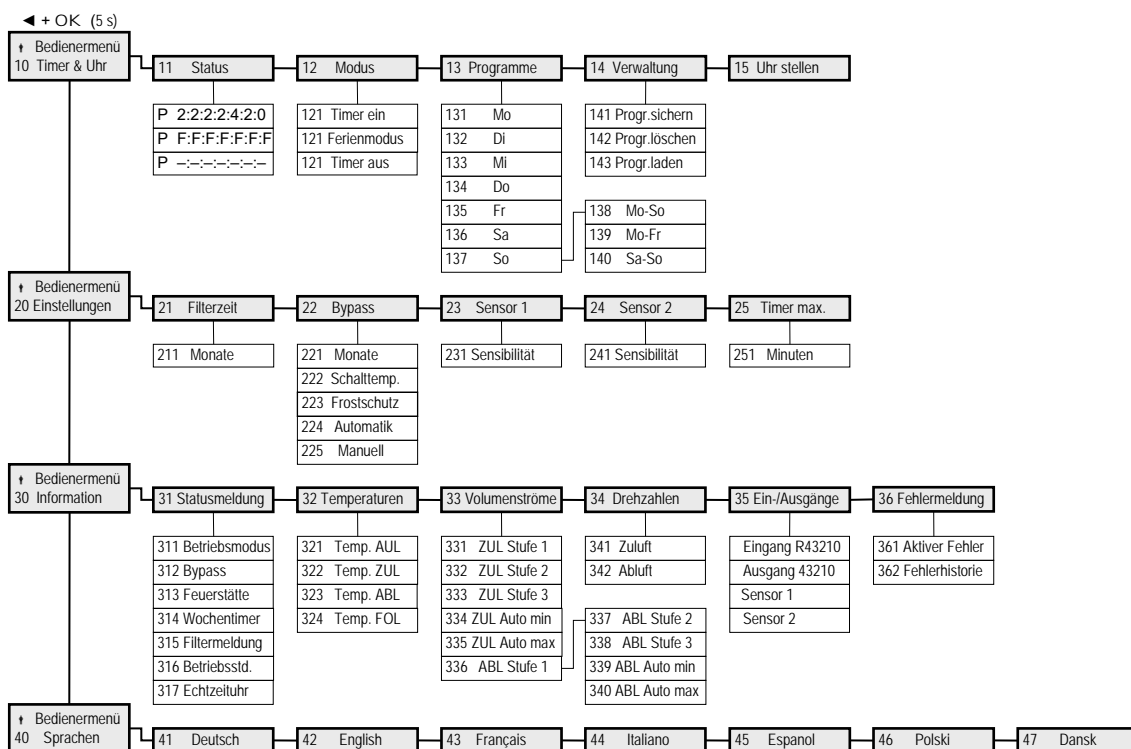 ◄ + OK (5 s)
Bedienermenü
10 Timer & Uhr
11 Status
12 Modus
13 Programme
14 Verwaltung
15 Uhr stellen
P 2:2:2:2:4:2:0
P F:F:F:F:F:F:F
P –:–:–:–:–:–:–
121 Timer ein
121 Ferienmodus
121 Timer aus
131 Mo
132 Di
133 Mi
134 Do
135 Fr
136 Sa
137 So
138 Mo-So
139 Mo-Fr
140 Sa-So
141 Progr.sichern
142 Progr.löschen
143 Progr.laden
Bedienermenü
20 Einstellungen
21 Filterzeit
22 Bypass
23 Sensor 1
24 Sensor 2
25 Timer max.
211 Monate
221 Monate
222 Schalttemp.
223 Frostschutz
224 Automatik
225 Manuell
231 Sensibilität
241 Sensibilität
251 Minuten
Bedienermenü
30 Information
31 Statusmeldung
32 Temperaturen
33 Volumenströme
34 Drehzahlen
35 Ein-/Ausgänge
36 Fehlermeldung
311 Betriebsmodus
312 Bypass
313 Feuerstätte
314 Wochentimer
315 Filtermeldung
316 Betriebsstd.
317 Echtzeituhr
321 Temp. AUL
322 Temp. ZUL
323 Temp. ABL
324 Temp. FOL
331 ZUL Stufe 1
332 ZUL Stufe 2
333 ZUL Stufe 3
334 ZUL Auto min
335 ZUL Auto max
336 ABL Stufe 1
337 ABL Stufe 2
338 ABL Stufe 3
339 ABL Auto min
340 ABL Auto max
341 Zuluft
342 Abluft
Eingang R43210
Ausgang 43210
Sensor 1
Sensor 2
361 Aktiver Fehler
362 Fehlerhistorie
Bedienermenü
40 Sprachen
41 Deutsch
42 English
43 Français
44 Italiano
45 Espanol
46 Polski
47 Dansk